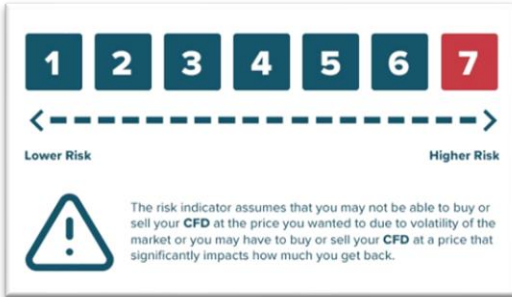 1 2 3 4 5 6 7
Lower Risk Higher Risk
The risk indicator assumes that you may not be able to buy or
sell your CFD at the price you wanted to due to volatility of the
market or you may have to buy or sell your CFD at a price that
significantly impacts how much you get back.